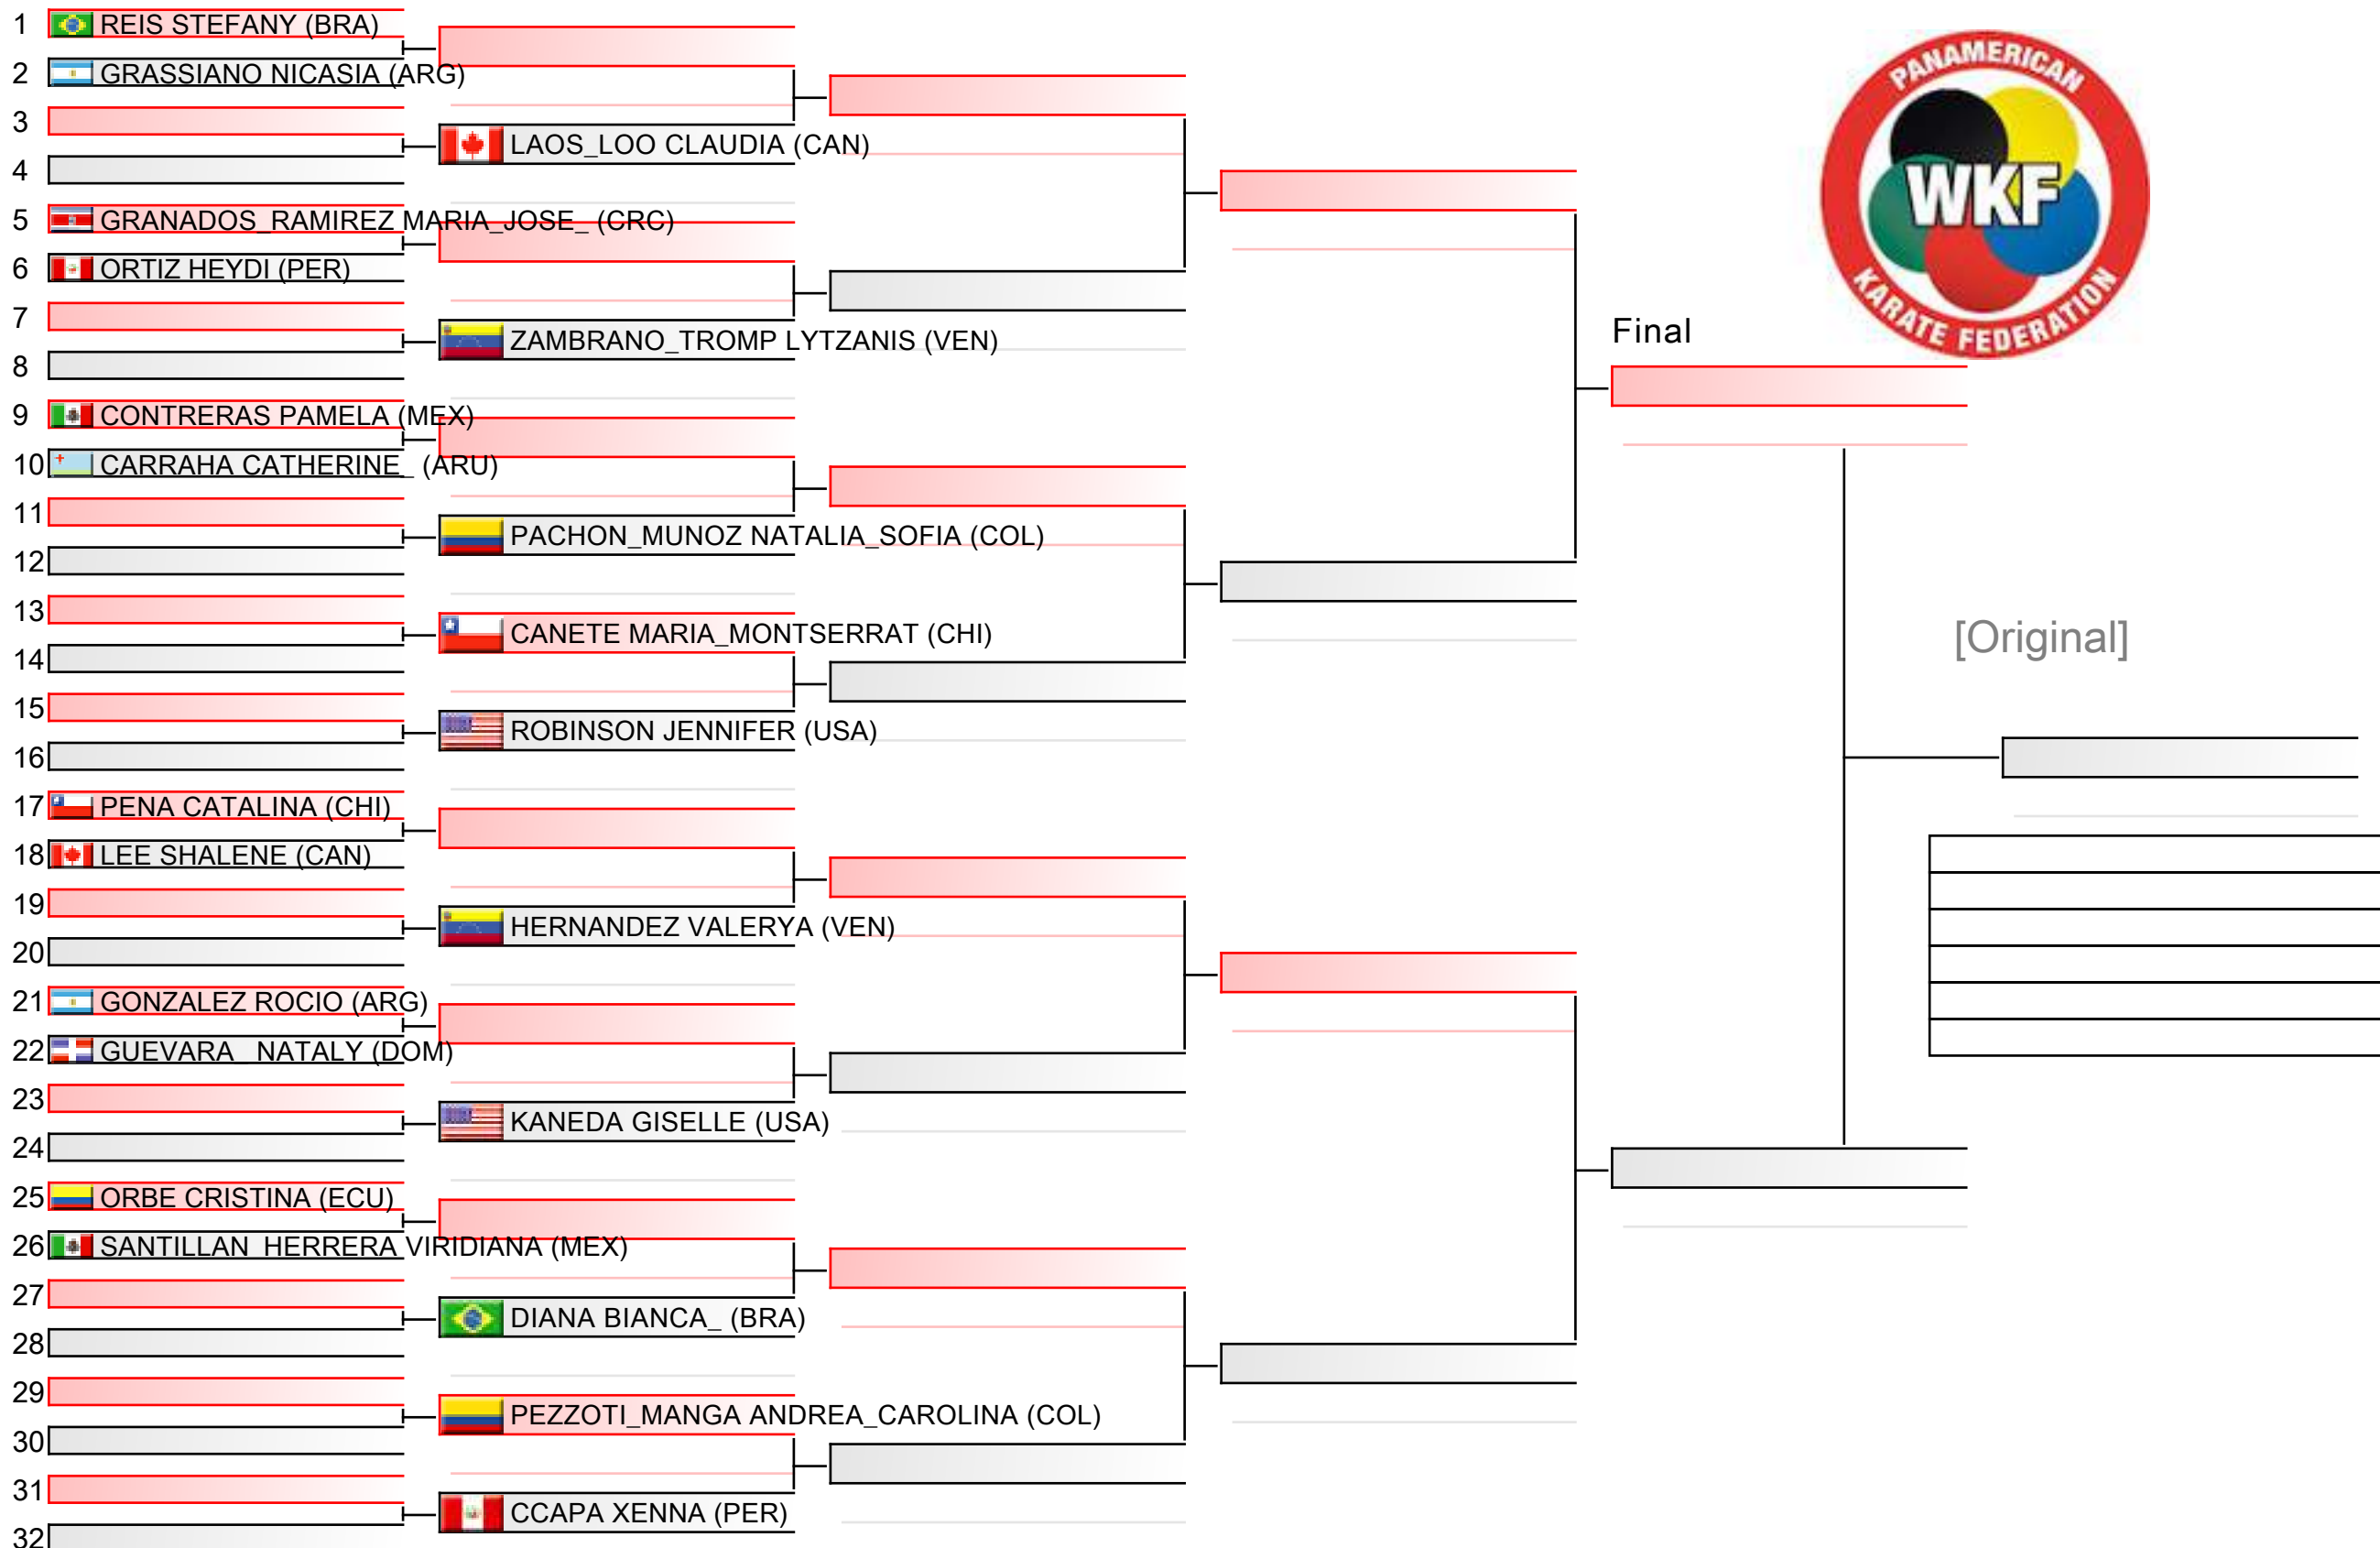 1 REIS STEFANY (BRA)
2 GRASSIANO NICASIA (ARG)
3
LAOS_LOO CLAUDIA (CAN)
4
5 GRANADOS_RAMIREZ MARIA_JOSE_ (CRC)
6 ORTIZ HEYDI (PER)
7
ZAMBRANO_TROMP LYTZANIS (VEN)
8
9 CONTRERAS PAMELA (MEX)
10 CARRAHA CATHERINE_ (ARU)
11
PACHON_MUNOZ NATALIA_SOFIA (COL)
12
13
CANETE MARIA_MONTSERRAT (CHI)
14
15
ROBINSON JENNIFER (USA)
16
17 PENA CATALINA (CHI)
18 LEE SHALENE (CAN)
19
HERNANDEZ VALERYA (VEN)
20
21 GONZALEZ ROCIO (ARG)
22 GUEVARA_ NATALY (DOM)
23
KANEDA GISELLE (USA)
24
25 ORBE CRISTINA (ECU)
26 SANTILLAN_HERRERA VIRIDIANA (MEX)
27
DIANA BIANCA_ (BRA)
28
29
PEZZOTI_MANGA ANDREA_CAROLINA (COL)
30
31
CCAPA XENNA (PER)
32
Final
PANAMERICAN
WKF
KARATE FEDERATION
[Original]